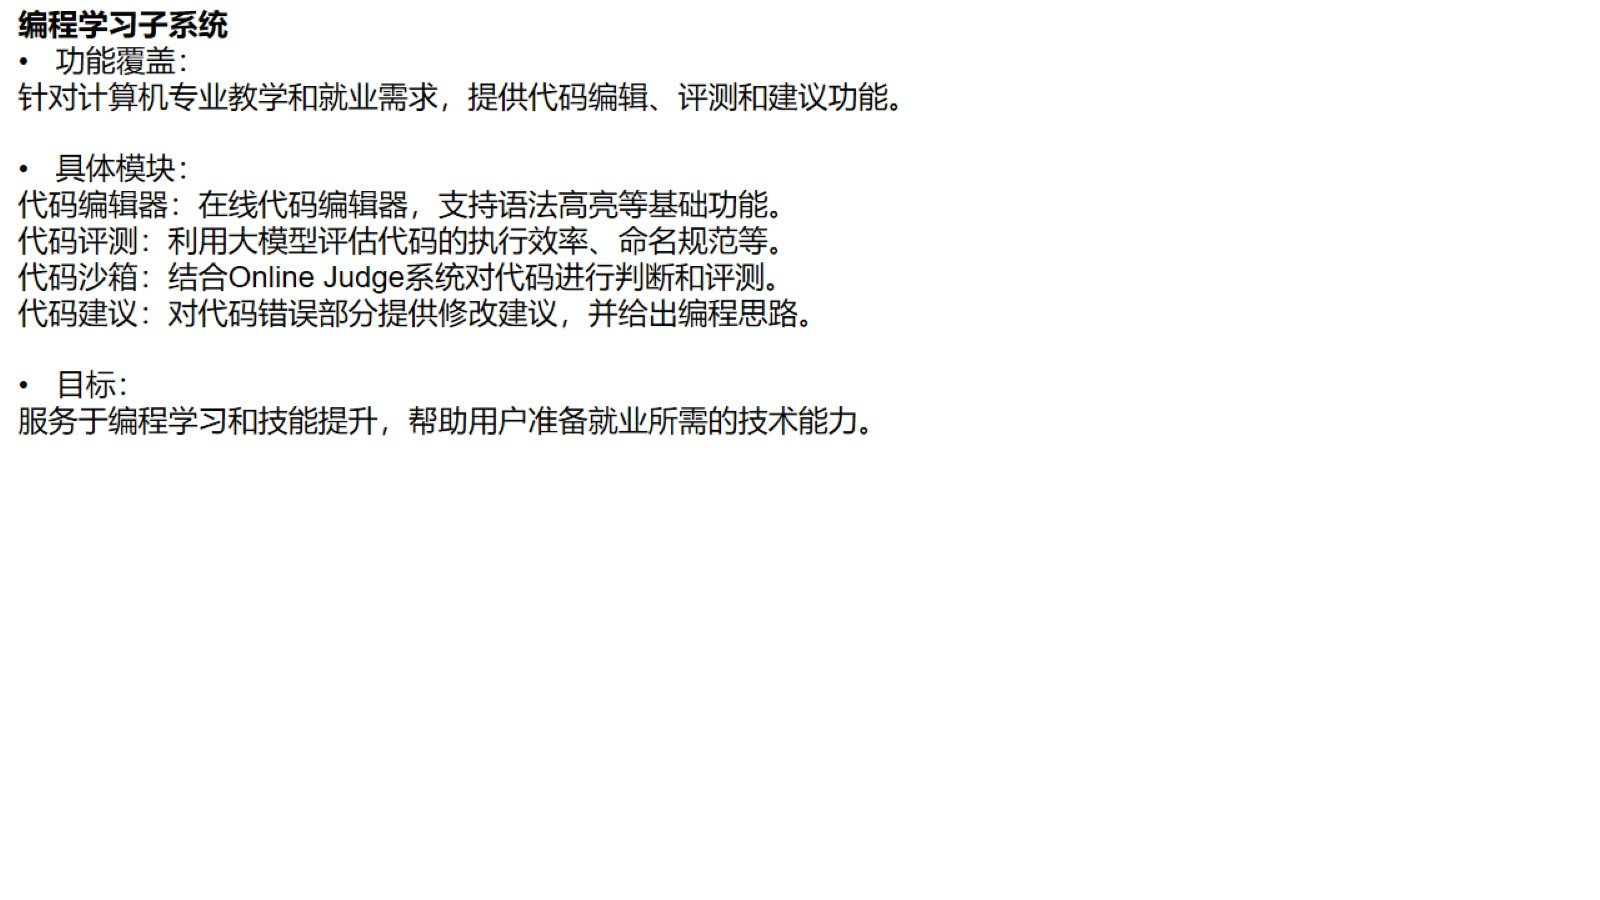 编程学习子系统
• 功能覆盖：
针对计算机专业教学和就业需求，提供代码编辑、评测和建议功能。
• 具体模块：
代码编辑器：在线代码编辑器，支持语法高亮等基础功能。
代码评测：利用大模型评估代码的执行效率、命名规范等。
代码沙箱：结合Online Judge系统对代码进行判断和评测。
代码建议：对代码错误部分提供修改建议，并给出编程思路。
• 目标：
服务于编程学习和技能提升，帮助用户准备就业所需的技术能力。